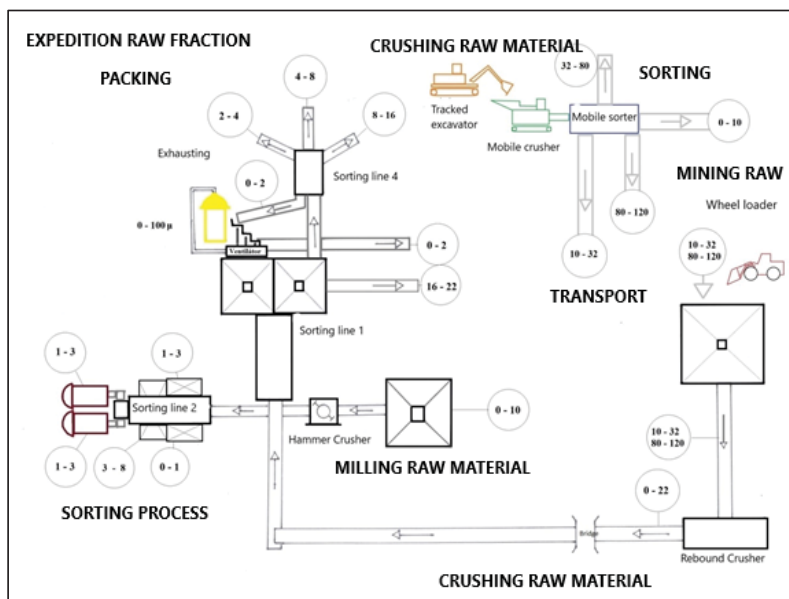 EXPEDITION RAW FRACTION
PACKING
CRUSHING RAW MATERIAL
SORTING
4 - 8
2 - 4
8 - 16
32 - 80
Tracked
excavator
Mobile crusher
Mobile sorter
0 - 10
Exhausting
0 - 2
Sorting line 4
MINING RAW
Wheel loader
0 - 100 µ
Ventilátor
0 - 2
80 - 120
10 - 32
10 - 32
80 - 120
16 - 22
TRANSPORT
Sorting line 1
1 - 3
1 - 3
Sorting line 2
Hammer Crusher
0 - 10
10 - 32
80 - 120
1 - 3
3 - 8
0 - 1
MILLING RAW MATERIAL
0 - 22
SORTING PROCESS
Bridge
Rebound Crusher
CRUSHING RAW MATERIAL